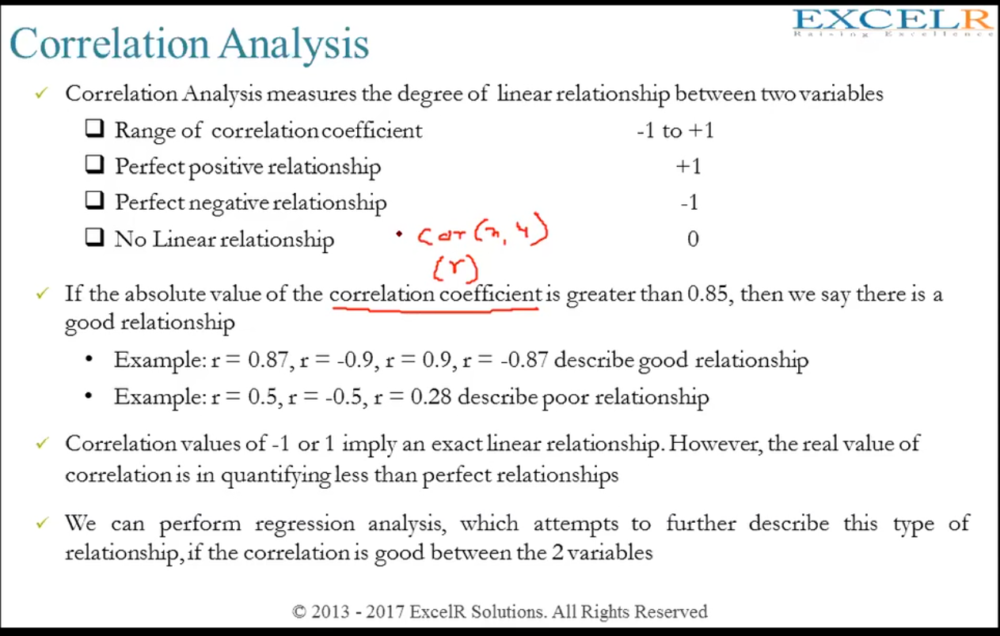 EXCELR
Raising Excellence
Correlation Analysis
✓ Correlation Analysis measures the degree of linear relationship between two variables
❑ Range of correlation coefficient -1 to +1
❑ Perfect positive relationship +1
❑ Perfect negative relationship -1
❑ No Linear relationship 0
cor(x, y)
(r)
✓ If the absolute value of the correlation coefficient is greater than 0.85, then we say there is a
good relationship
• Example: r = 0.87, r = -0.9, r = 0.9, r = -0.87 describe good relationship
• Example: r = 0.5, r = -0.5, r = 0.28 describe poor relationship
✓ Correlation values of -1 or 1 imply an exact linear relationship. However, the real value of
correlation is in quantifying less than perfect relationships
✓ We can perform regression analysis, which attempts to further describe this type of
relationship, if the correlation is good between the 2 variables
© 2013 - 2017 ExcelR Solutions. All Rights Reserved